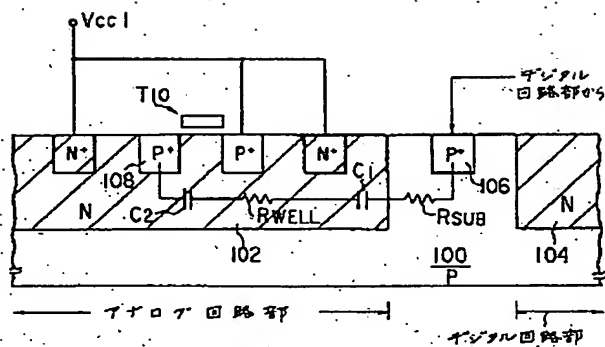 Vcc1
T10
デジタル
回路部から
N+ P+ P+ N+ P+
108 C1 106
N C2 RWELL RSUB N
102 100 104
P
アナログ回路部
デジタル回路部